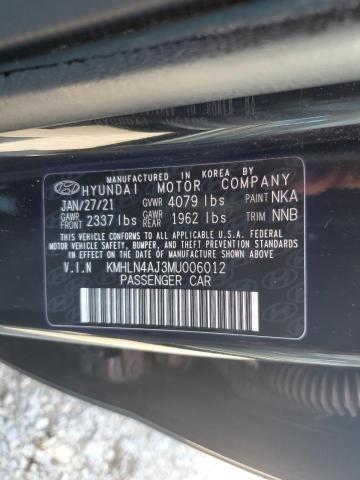 MANUFACTURED IN KOREA BY
HYUNDAI MOTOR COMPANY
JAN/27/21 GVWR 4079 lbs PAINT NKA
GAWR FRONT 2337 lbs GAWR REAR 1962 lbs TRIM NNB
THIS VEHICLE CONFORMS TO ALL APPLICABLE U.S.A.
FEDERAL MOTOR VEHICLE SAFETY, BUMPER, AND THEFT
PREVENTION STANDARDS IN EFFECT ON THE DATE OF
MANUFACTURE SHOWN ABOVE.
V.I.N KMHLN4AJ3MU006012
PASSENGER CAR